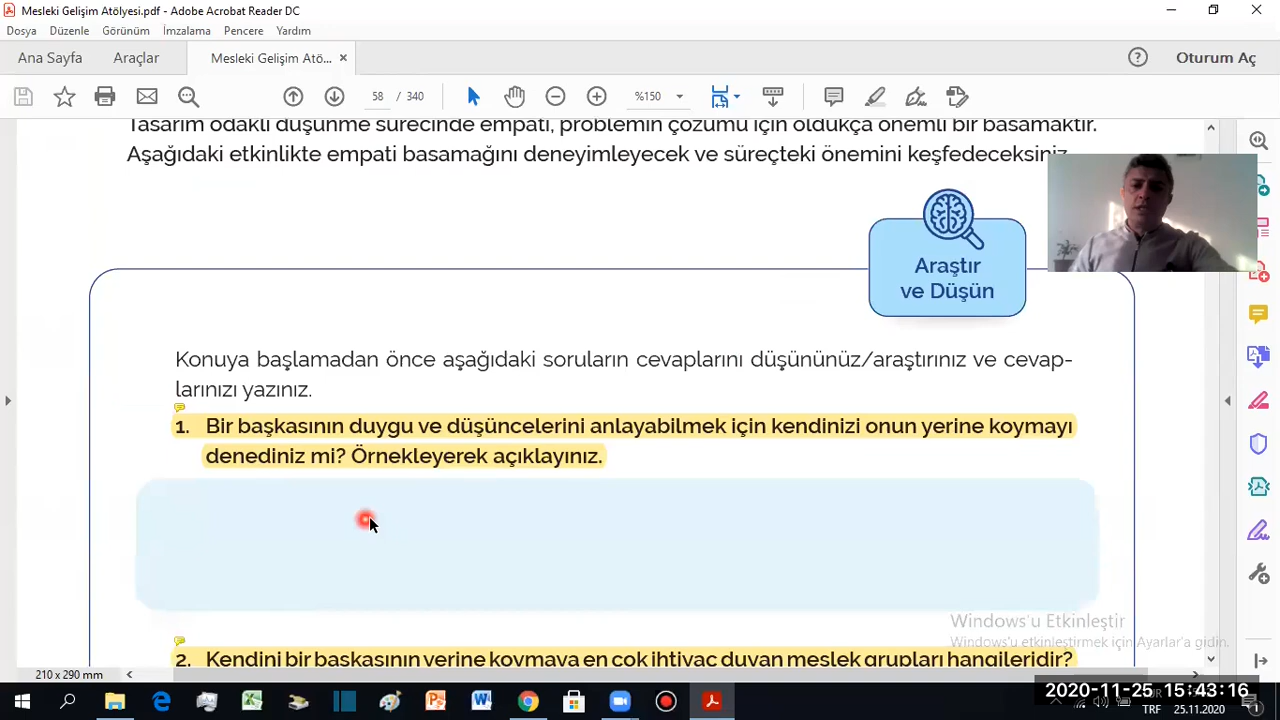 Mesleki Gelişim Atölyesi.pdf - Adobe Acrobat Reader DC
Dosya Düzenle Görünüm İmzalama Pencere Yardım
Ana Sayfa Araçlar Mesleki Gelişim Atö... × Oturum Aç
58 / 340 %150
Tasarım odaklı düşünme sürecinde empati, problemin çözümü için oldukça önemli bir basamaktır.
Aşağıdaki etkinlikte empati basamağını deneyimleyecek ve süreçteki önemini keşfedeceksiniz.
Araştır
ve Düşün
Konuya başlamadan önce aşağıdaki soruların cevaplarını düşününüz/araştırınız ve cevap-
larınızı yazınız.
1. Bir başkasının duygu ve düşüncelerini anlayabilmek için kendinizi onun yerine koymayı
denediniz mi? Örnekleyerek açıklayınız.
2. Kendini bir başkasının yerine koymaya en çok ihtiyaç duyan meslek grupları hangileridir?
Windows'u Etkinleştir
Windows'u etkinleştirmek için Ayarlar'a gidin.
210 x 290 mm
2020-11-25 15:43:16
TRF 25.11.2020